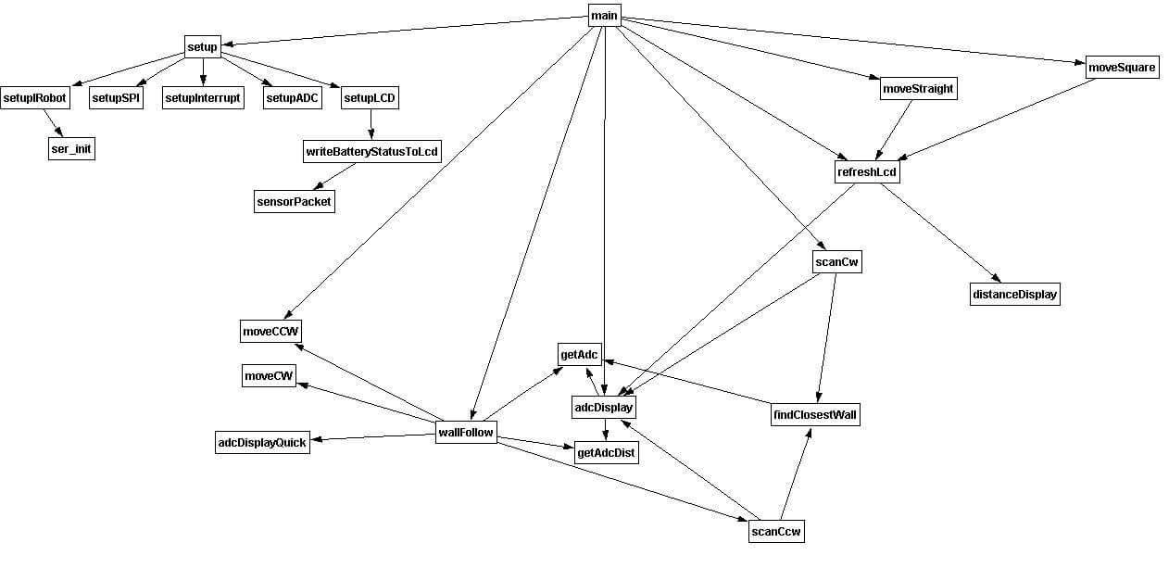 main
setup
moveSquare
setupIRobot
setupSPI
setupInterrupt
setupADC
setupLCD
moveStraight
ser_init
writeBatteryStatusToLcd
refreshLcd
sensorPacket
scanCw
distanceDisplay
moveCCW
getAdc
moveCW
adcDisplay
findClosestWall
wallFollow
adcDisplayQuick
getAdcDist
scanCcw